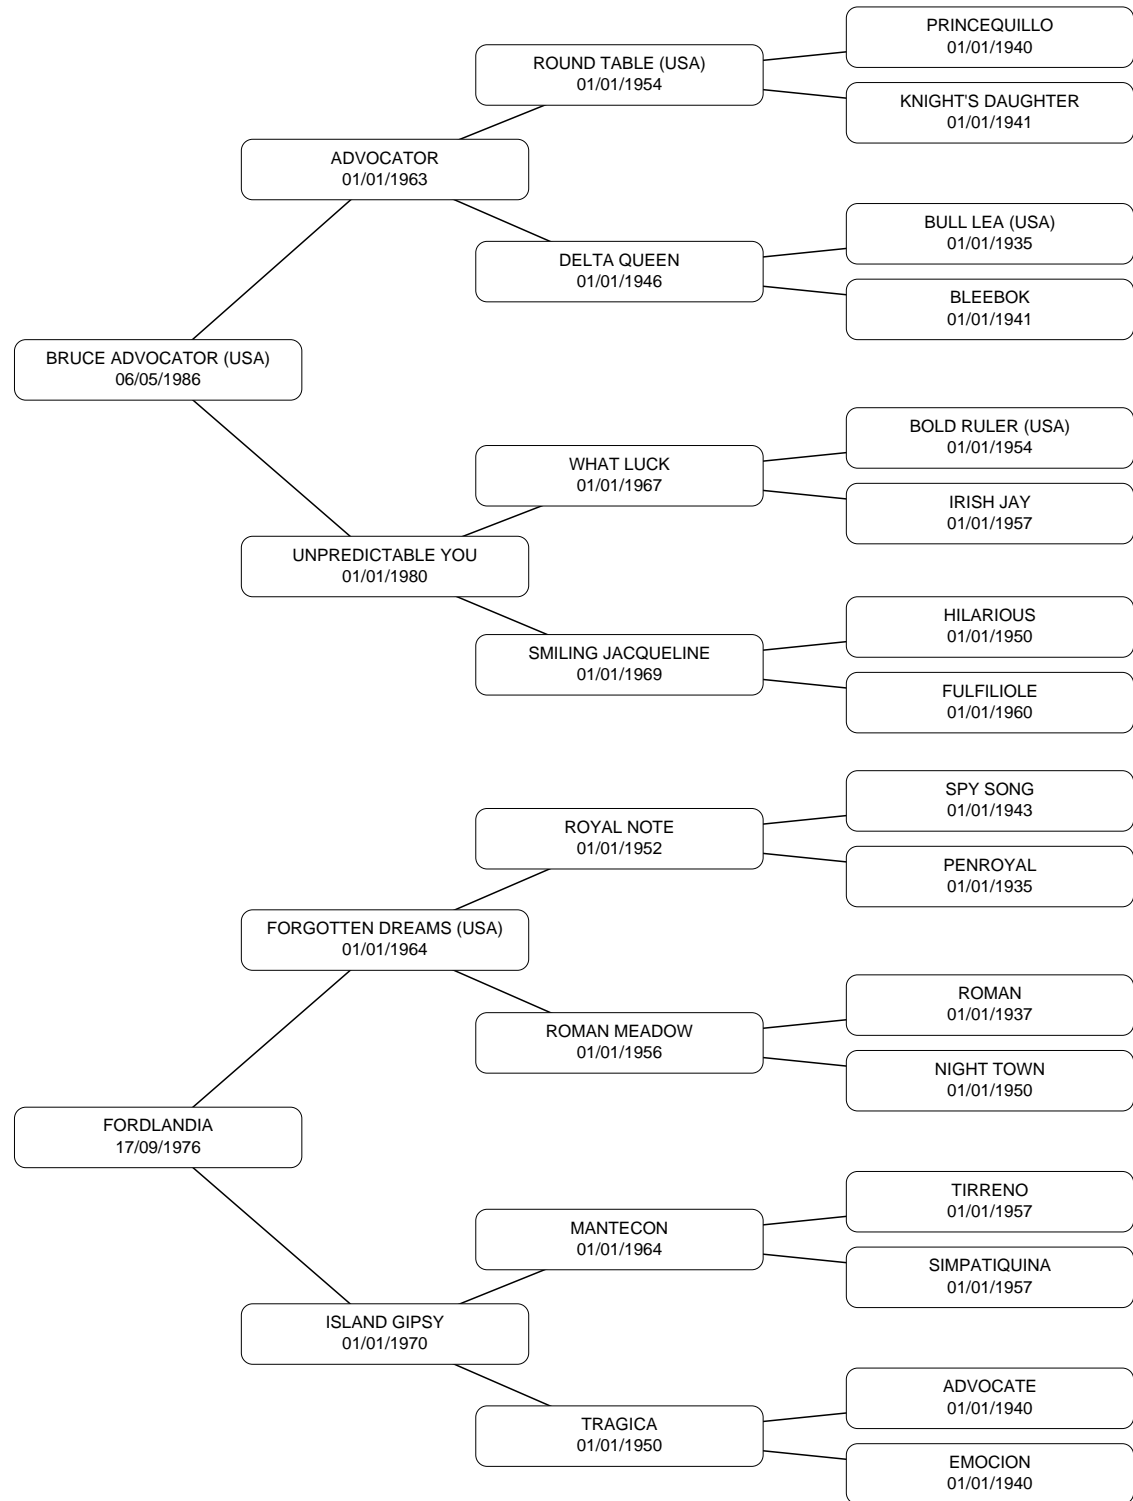 PRINCEQUILLO
01/01/1940
ROUND TABLE (USA)
01/01/1954
KNIGHT'S DAUGHTER
01/01/1941
ADVOCATOR
01/01/1963
BULL LEA (USA)
01/01/1935
DELTA QUEEN
01/01/1946
BLEEBOK
01/01/1941
BRUCE ADVOCATOR (USA)
06/05/1986
BOLD RULER (USA)
01/01/1954
WHAT LUCK
01/01/1967
IRISH JAY
01/01/1957
UNPREDICTABLE YOU
01/01/1980
HILARIOUS
01/01/1950
SMILING JACQUELINE
01/01/1969
FULFILIOLE
01/01/1960
SPY SONG
01/01/1943
ROYAL NOTE
01/01/1952
PENROYAL
01/01/1935
FORGOTTEN DREAMS (USA)
01/01/1964
ROMAN
01/01/1937
ROMAN MEADOW
01/01/1956
NIGHT TOWN
01/01/1950
FORDLANDIA
17/09/1976
TIRRENO
01/01/1957
MANTECON
01/01/1964
SIMPATIQUINA
01/01/1957
ISLAND GIPSY
01/01/1970
ADVOCATE
01/01/1940
TRAGICA
01/01/1950
EMOCION
01/01/1940